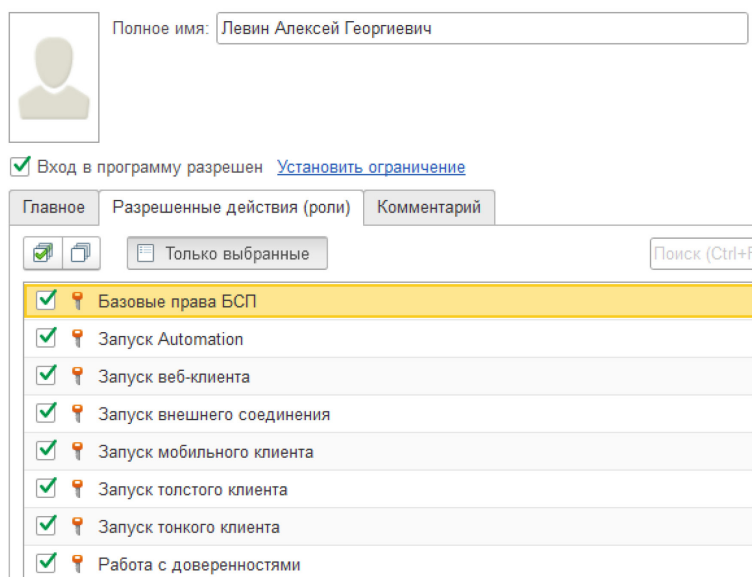 Полное имя: Левин Алексей Георгиевич
Вход в программу разрешен Установить ограничение
Главное Разрешенные действия (роли) Комментарий
Только выбранные Поиск (Ctrl+F
Базовые права БСП
Запуск Automation
Запуск веб-клиента
Запуск внешнего соединения
Запуск мобильного клиента
Запуск толстого клиента
Запуск тонкого клиента
Работа с доверенностями